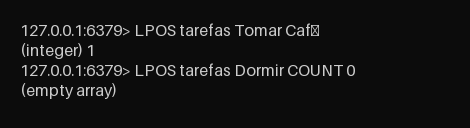 127.0.0.1:6379> LPOS tarefas Tomar Caf�
(integer) 1
127.0.0.1:6379> LPOS tarefas Dormir COUNT 0
(empty array)